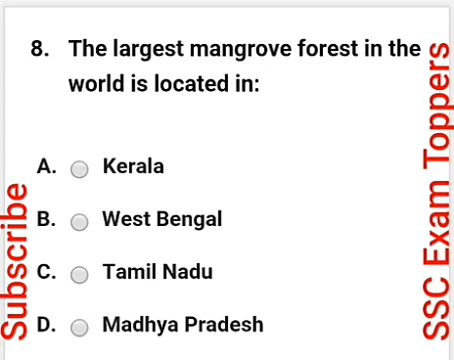 8. The largest mangrove forest in the
world is located in:
A. Kerala
B. West Bengal
C. Tamil Nadu
D. Madhya Pradesh
Subscribe
SSC Exam Toppers